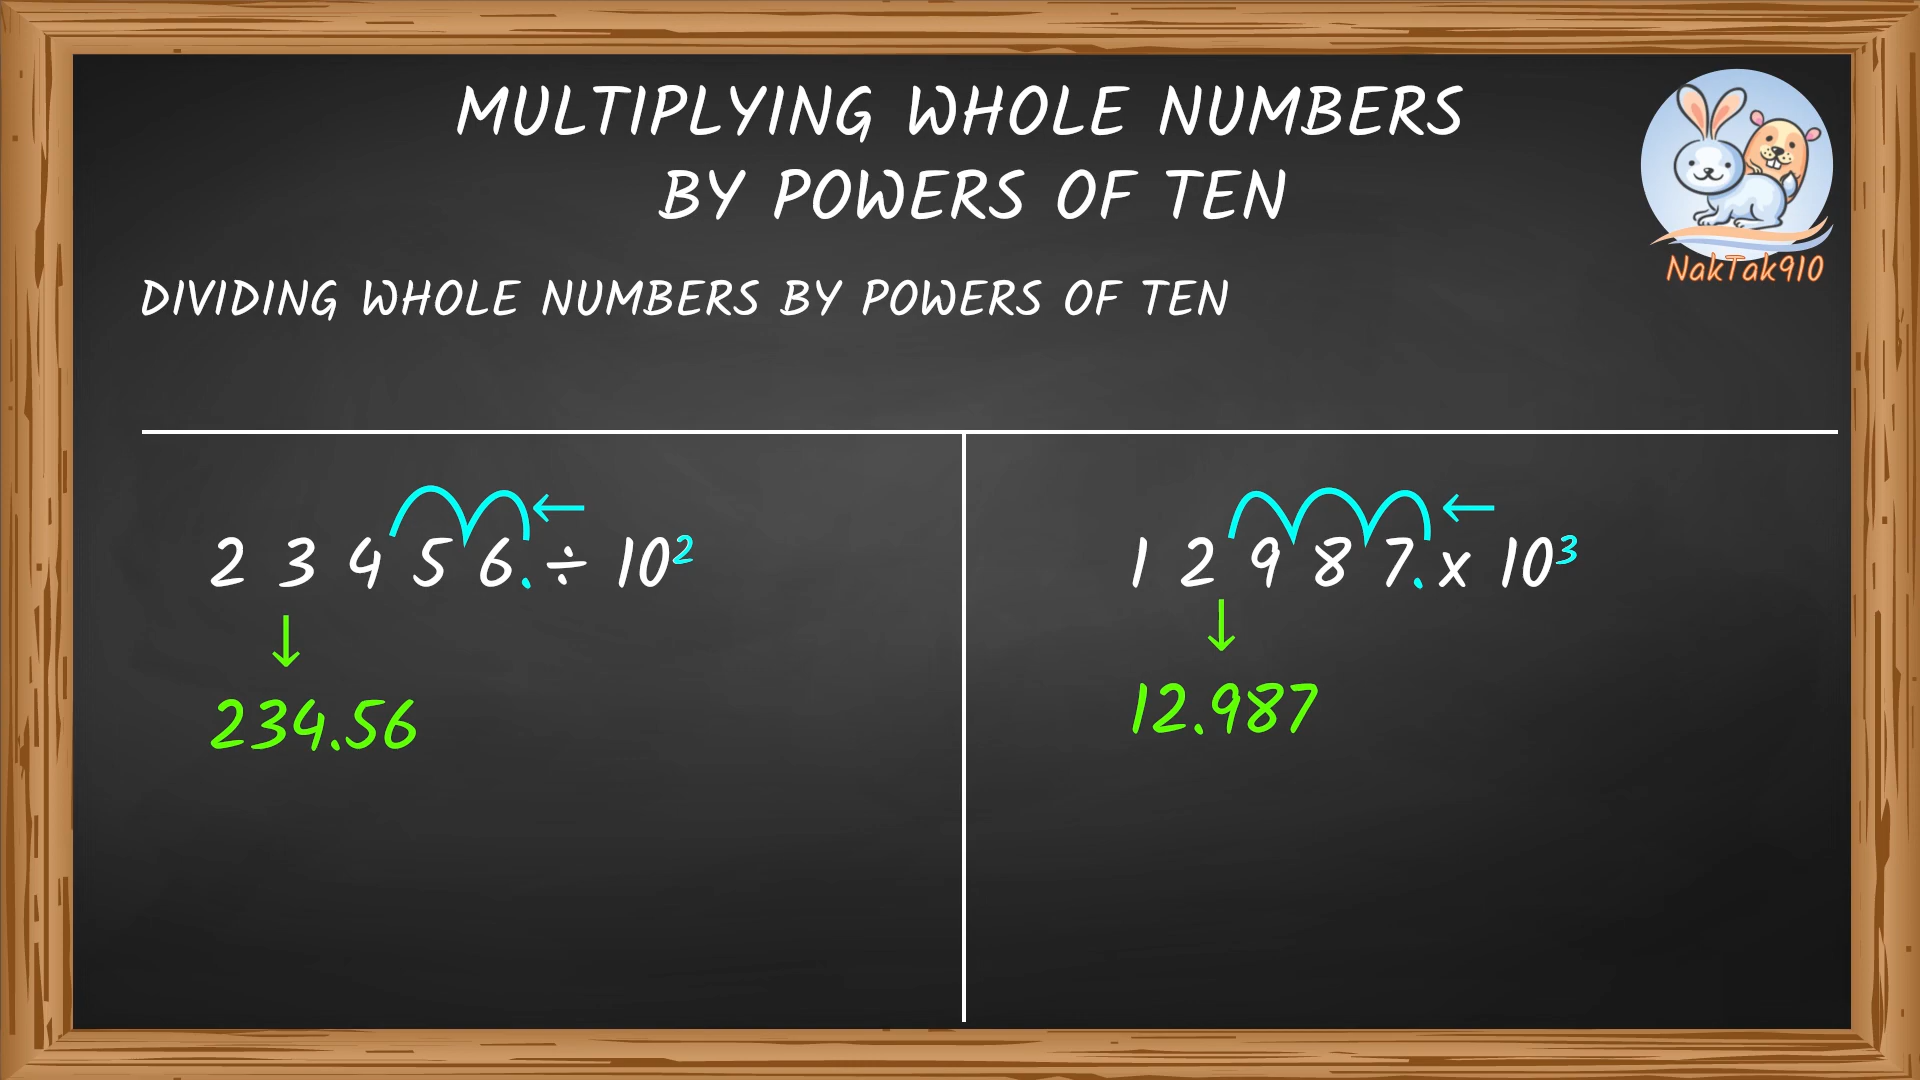 MULTIPLYING WHOLE NUMBERS
BY POWERS OF TEN
NakTak910
DIVIDING WHOLE NUMBERS BY POWERS OF TEN
2 3 4 5 6. ÷ 10²
234.56
1 2 9 8 7. x 10³
12.987